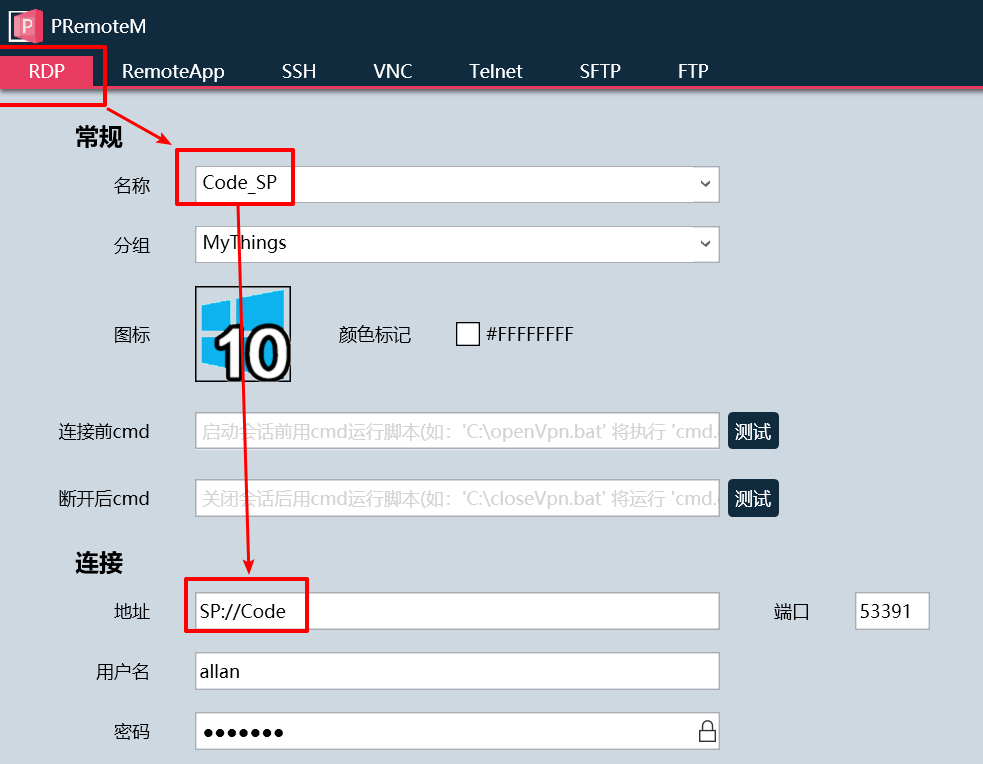 P PRemoteM
RDP RemoteApp SSH VNC Telnet SFTP FTP
常规
名称 Code_SP
分组 MyThings
图标 10 颜色标记 #FFFFFFFF
连接前cmd 启动会话前用cmd运行脚本(如：'C:\openVpn.bat' 将执行 'cmd. 测试
断开后cmd 关闭会话后用cmd运行脚本(如：'C:\closeVpn.bat' 将运行 'cmd. 测试
连接
地址 SP://Code 端口 53391
用户名 allan
密码 ●●●●●●●